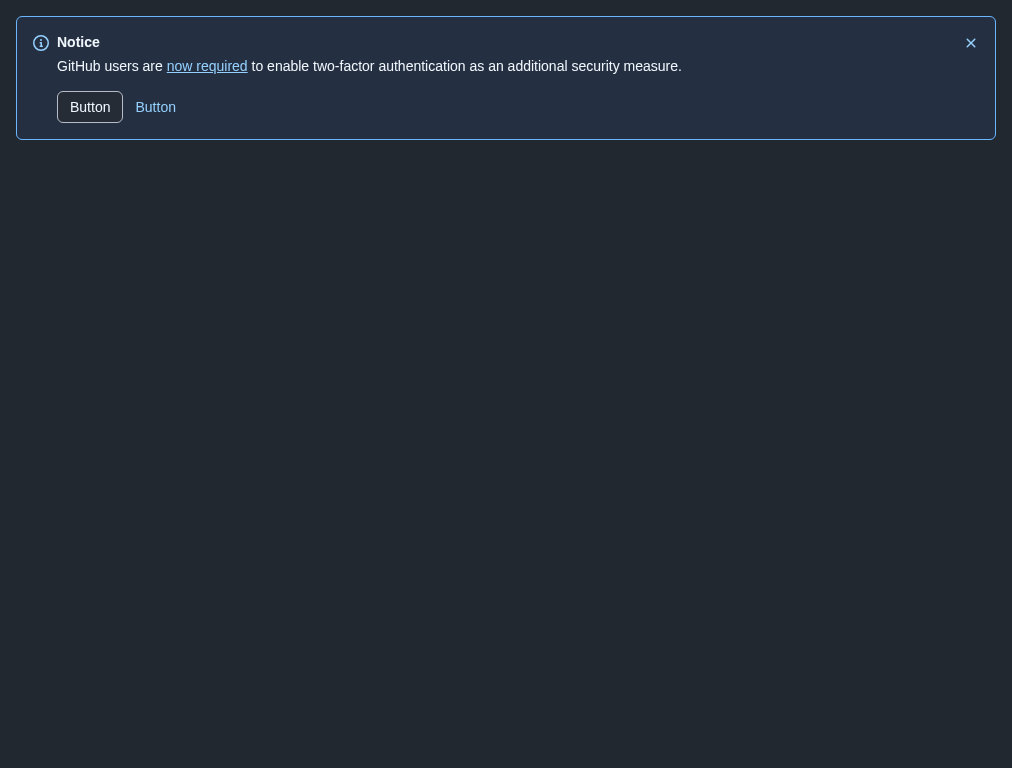 Notice
GitHub users are now required to enable two-factor authentication as an additional security measure.
Button Button